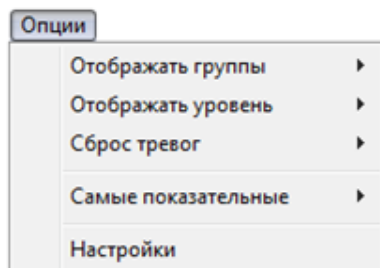 Опции
Отображать группы
Отображать уровень
Сброс тревог
Самые показательные
Настройки